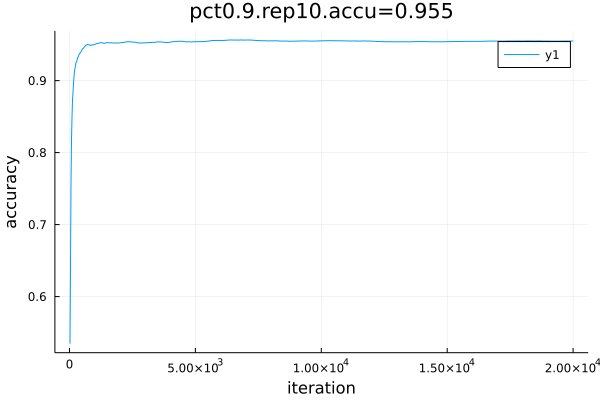 pct0.9.rep10.accu=0.955
y1
accuracy
0.9
0.8
0.7
0.6
0
5.00×10³
1.00×10⁴
1.50×10⁴
2.00×10⁴
iteration